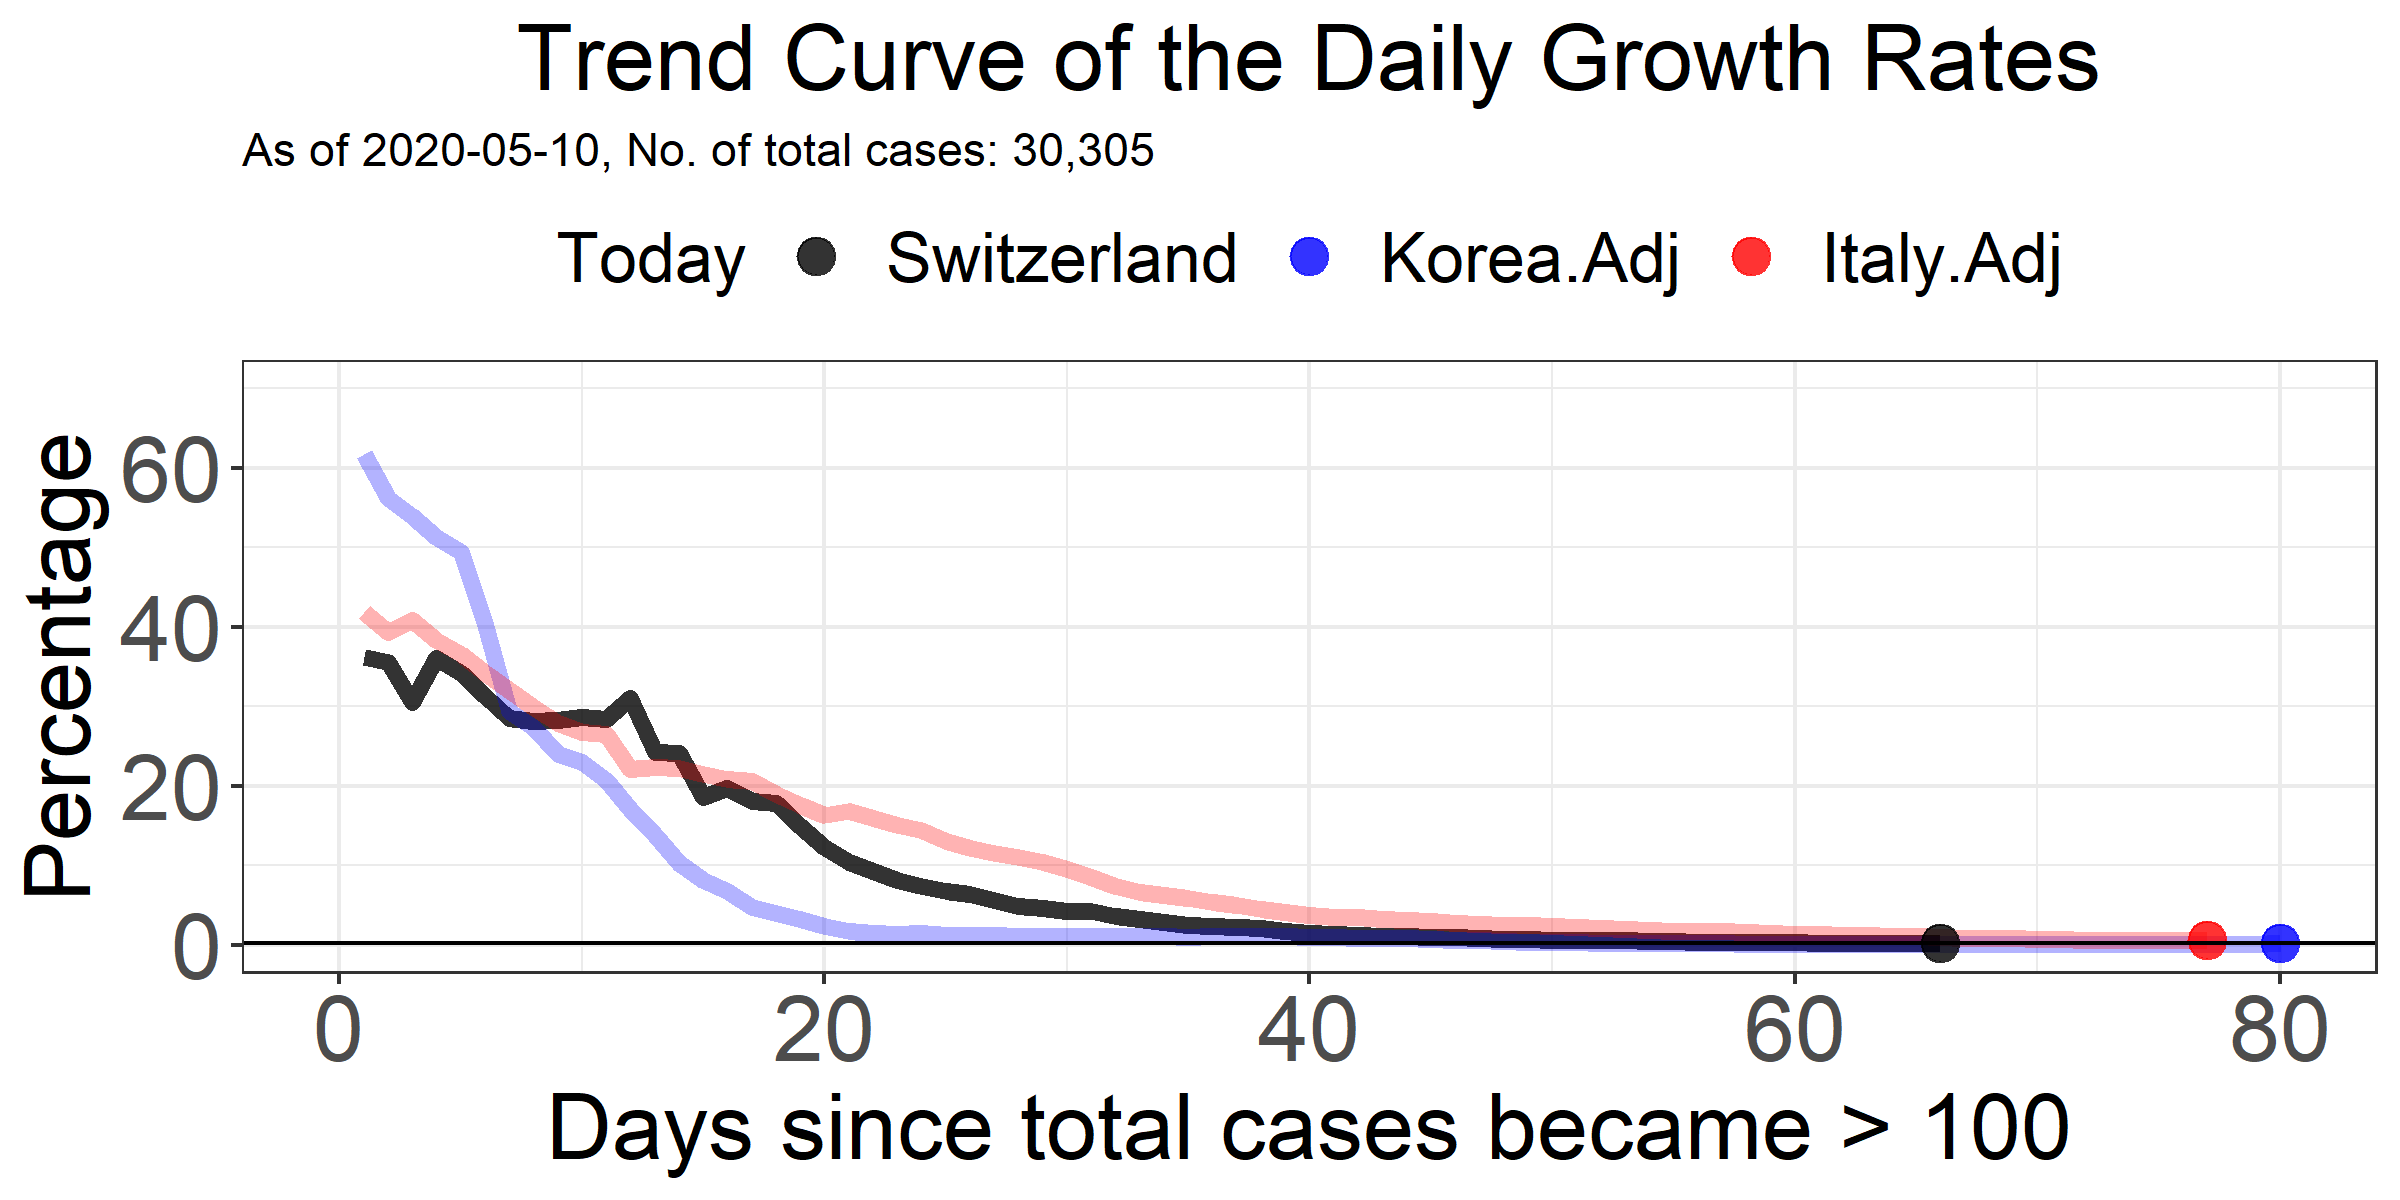 Trend Curve of the Daily Growth Rates
As of 2020-05-10, No. of total cases: 30,305
Today Switzerland Korea.Adj Italy.Adj
Percentage
60
40
20
0
0 20 40 60 80
Days since total cases became > 100